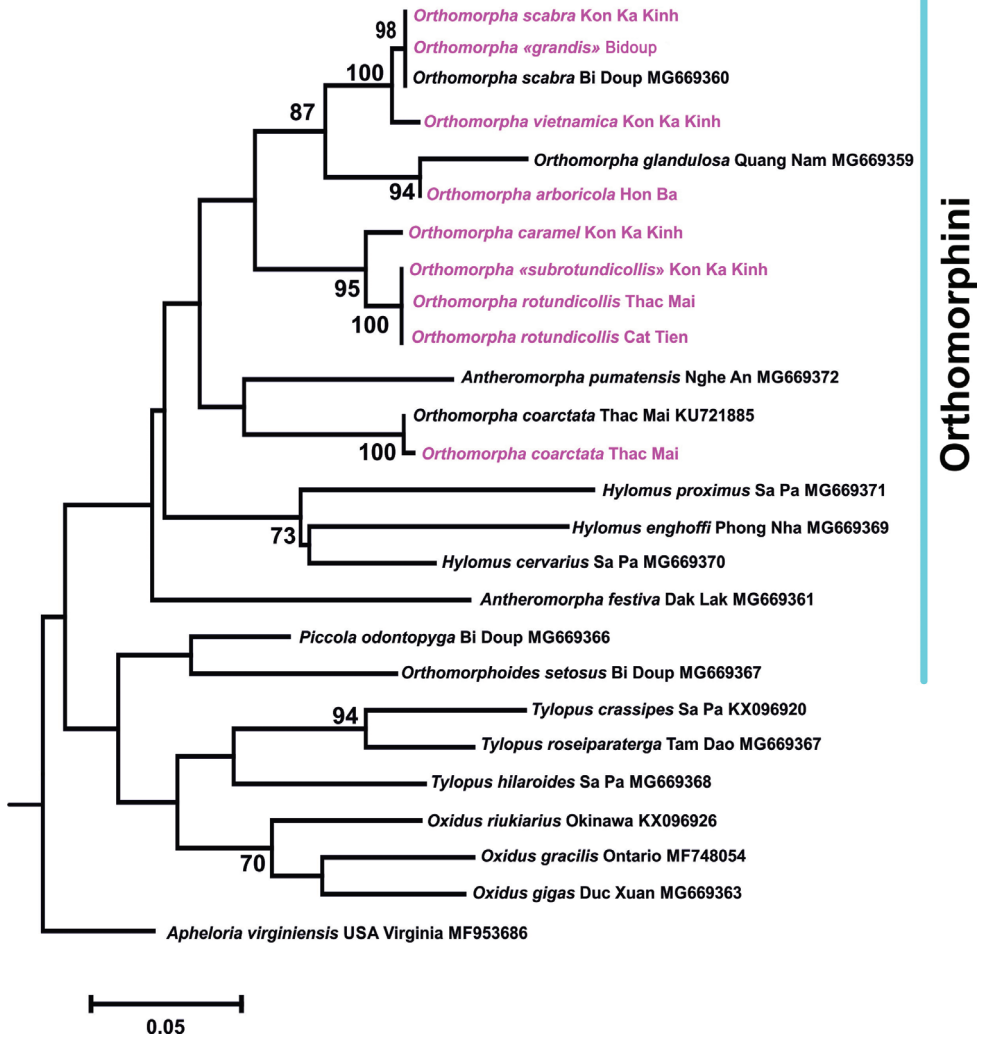 Orthomorpha scabra Kon Ka Kinh
98
Orthomorpha «grandis» Bidoup
100
Orthomorpha scabra Bi Doup MG669360
87
Orthomorpha vietnamica Kon Ka Kinh
Orthomorpha glandulosa Quang Nam MG669359
94
Orthomorpha arboricola Hon Ba
Orthomorpha caramel Kon Ka Kinh
Orthomorpha «subrotundicollis» Kon Ka Kinh
95
Orthomorpha rotundicollis Thac Mai
100
Orthomorpha rotundicollis Cat Tien
Antheromorpha pumatensis Nghe An MG669372
Orthomorpha coarctata Thac Mai KU721885
100
Orthomorpha coarctata Thac Mai
Hylomus proximus Sa Pa MG669371
73
Hylomus enghoffi Phong Nha MG669369
Hylomus cervarius Sa Pa MG669370
Antheromorpha festiva Dak Lak MG669361
Piccola odontopyga Bi Doup MG669366
Orthomorphoides setosus Bi Doup MG669367
94
Tylopus crassipes Sa Pa KX096920
Tylopus roseiparaterga Tam Dao MG669367
Tylopus hilaroides Sa Pa MG669368
Oxidus riukiarius Okinawa KX096926
70
Oxidus gracilis Ontario MF748054
Oxidus gigas Duc Xuan MG669363
Apheloria virginiensis USA Virginia MF953686
0.05
Orthomorphini